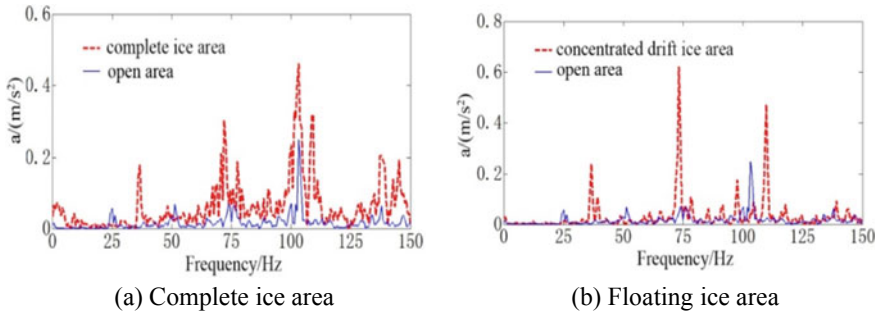 0.6
0.4
0.2
0
a/(m/s²)
complete ice area
open area
0 25 50 75 100 125 150
Frequency/Hz
(a) Complete ice area
0.8
0.6
0.4
0.2
0
a/(m/s²)
concentrated drift ice area
open area
0 25 50 75 100 125 150
Frequency/Hz
(b) Floating ice area